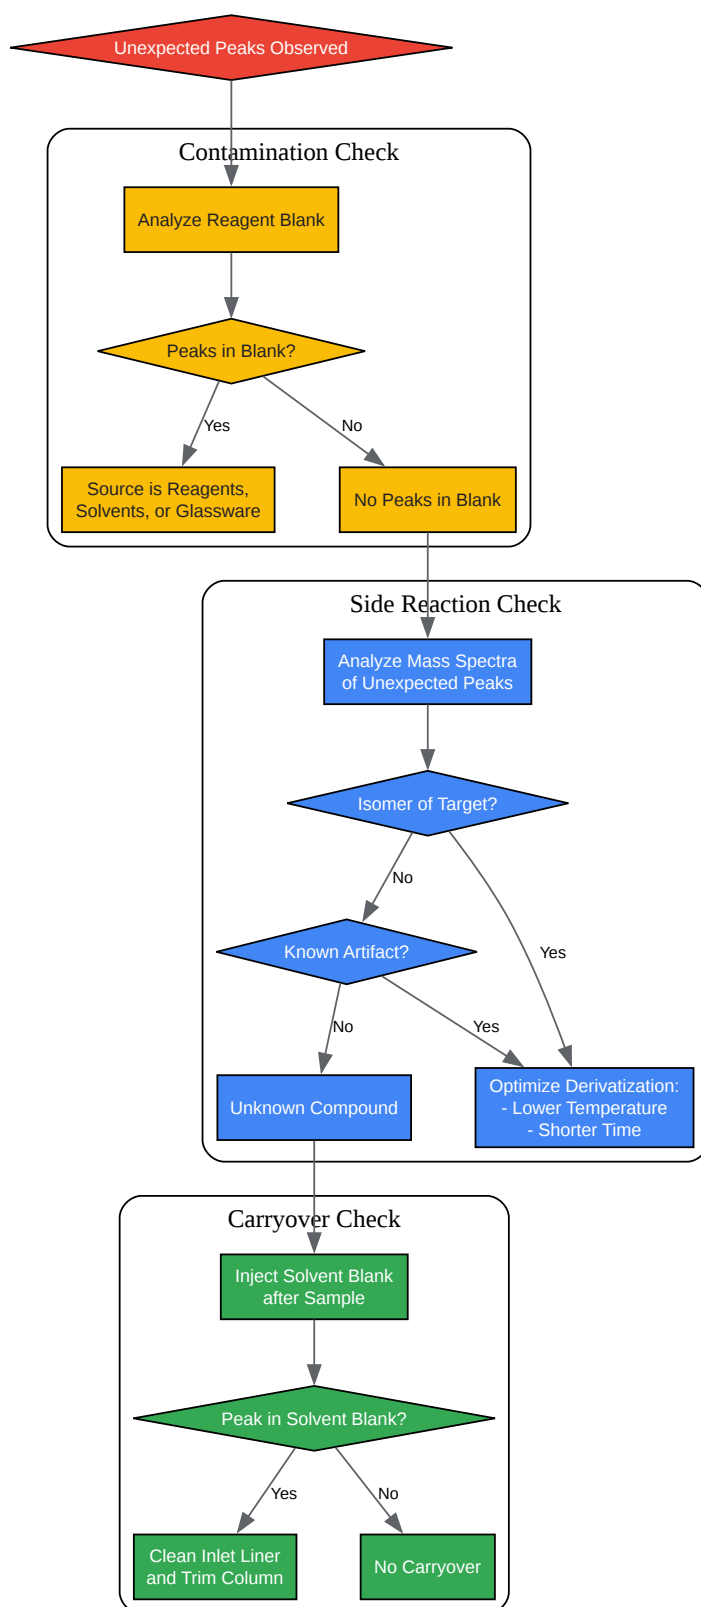 Unexpected Peaks Observed
Contamination Check
Analyze Reagent Blank
Peaks in Blank?
Yes
No
Source is Reagents,
Solvents, or Glassware
No Peaks in Blank
Side Reaction Check
Analyze Mass Spectra
of Unexpected Peaks
Isomer of Target?
No
Yes
Known Artifact?
No
Yes
Unknown Compound
Optimize Derivatization:
- Lower Temperature
- Shorter Time
Carryover Check
Inject Solvent Blank
after Sample
Peak in Solvent Blank?
Yes
No
Clean Inlet Liner
and Trim Column
No Carryover